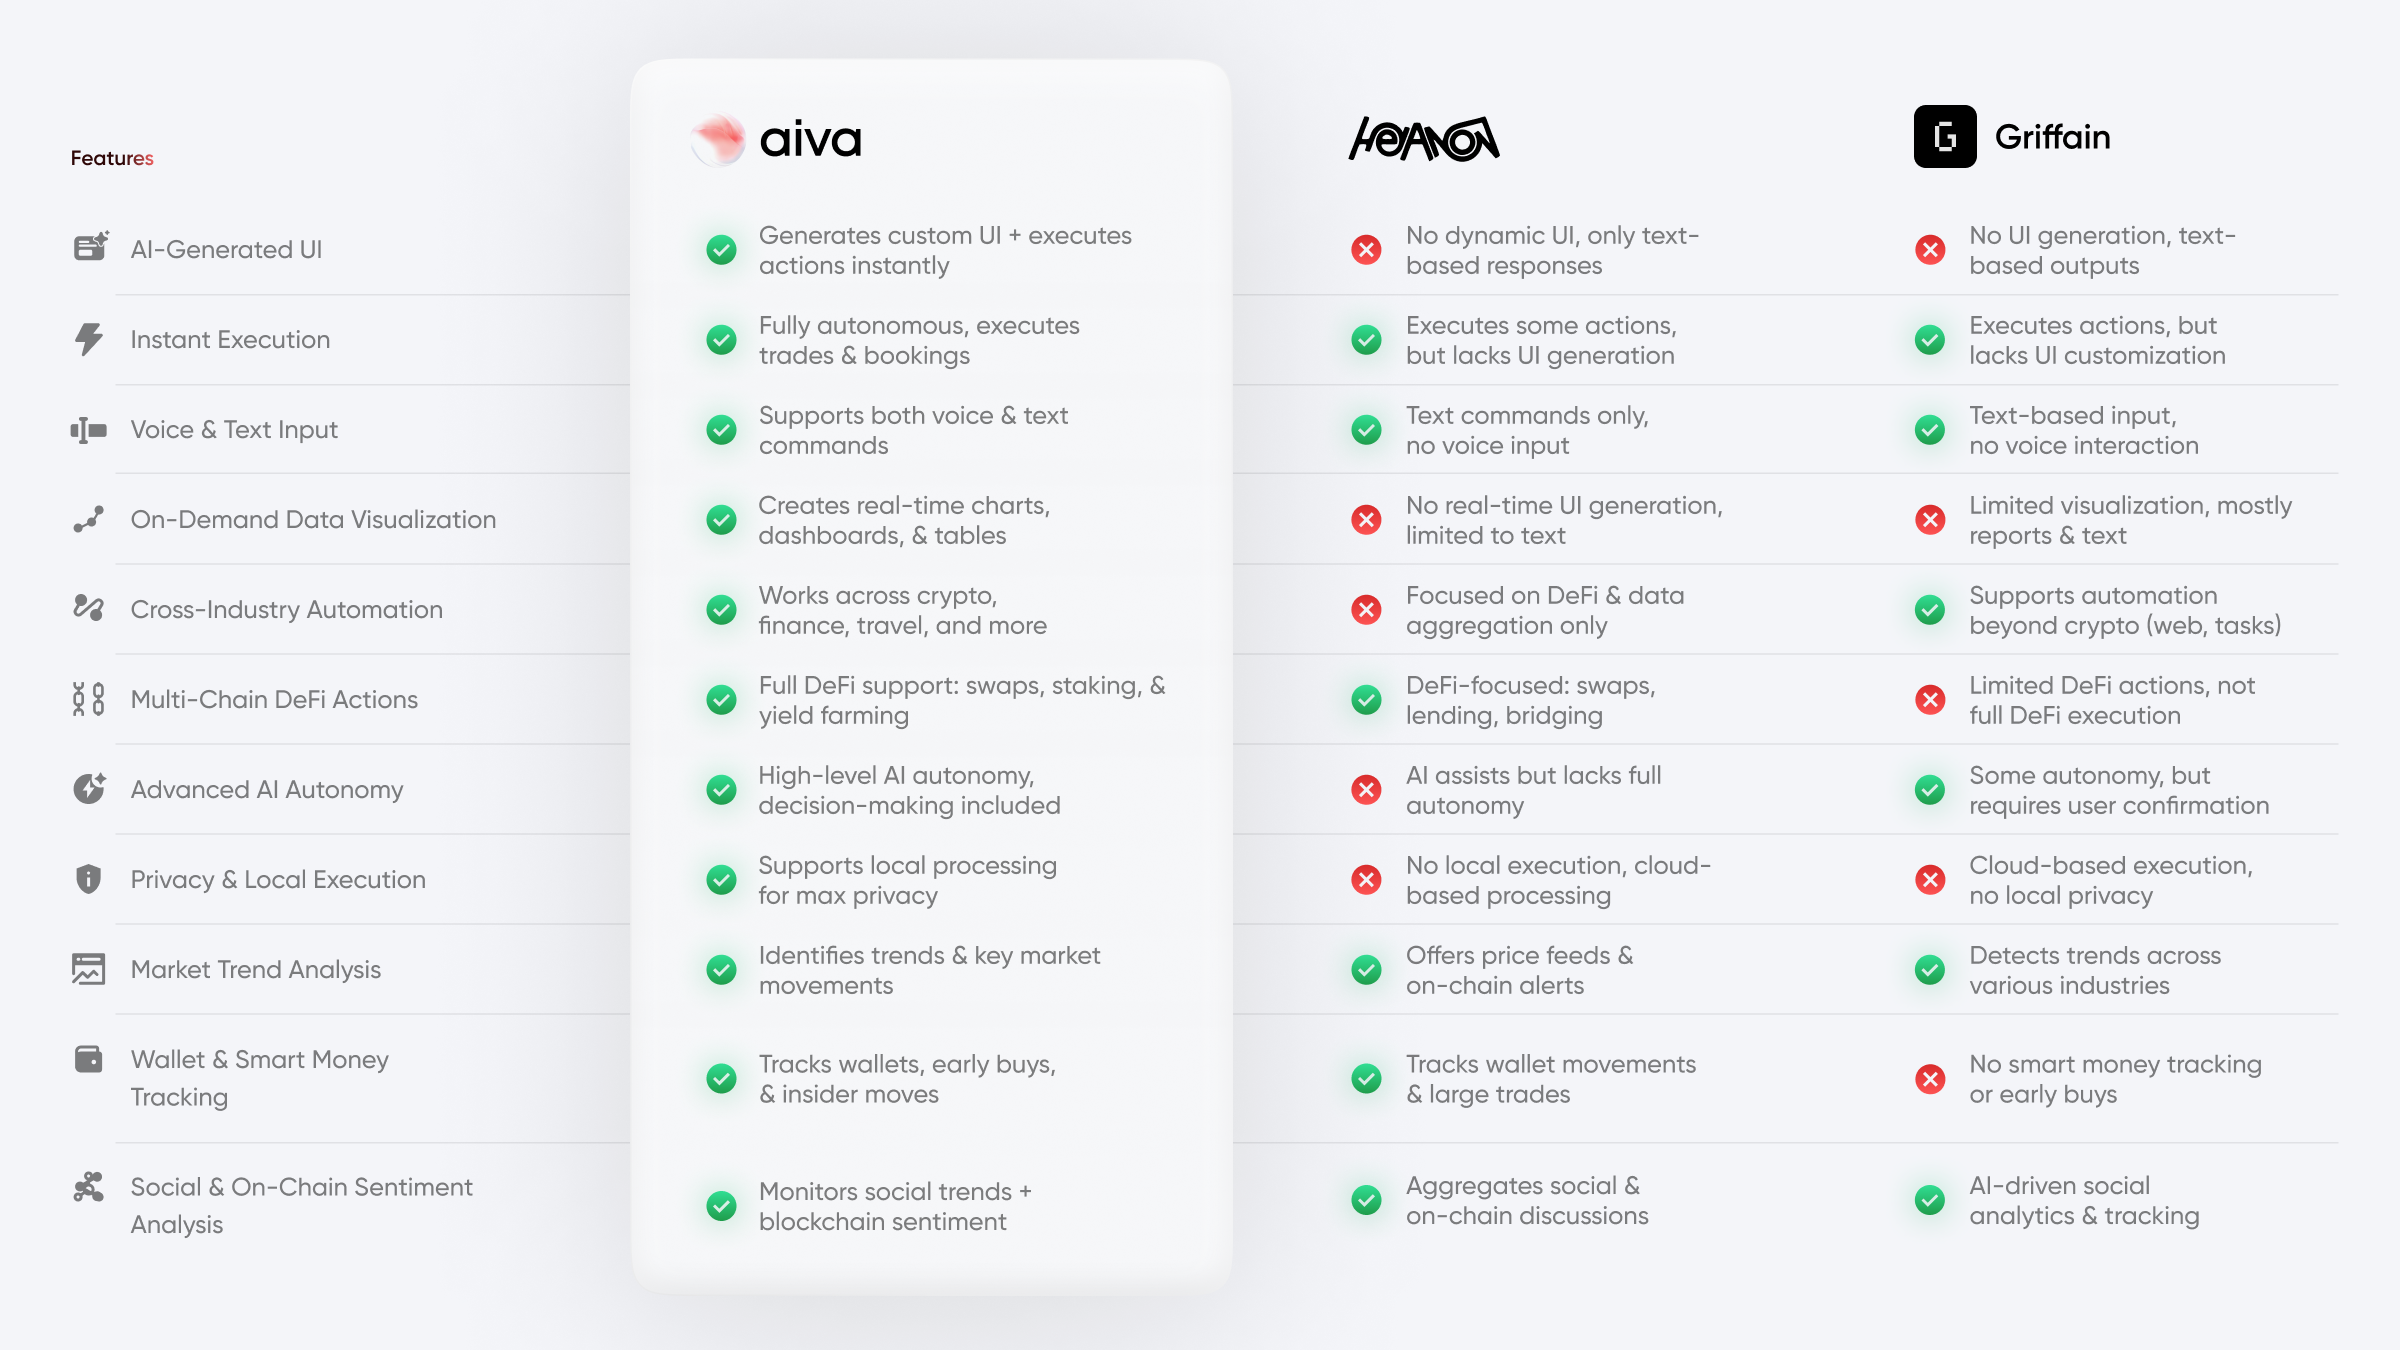 Features
aiva
HeyAnon
G Griffain
AI-Generated UI
Generates custom UI + executes
actions instantly
No dynamic UI, only text-
based responses
No UI generation, text-
based outputs
Instant Execution
Fully autonomous, executes
trades & bookings
Executes some actions,
but lacks UI generation
Executes actions, but
lacks UI customization
Voice & Text Input
Supports both voice & text
commands
Text commands only,
no voice input
Text-based input,
no voice interaction
On-Demand Data Visualization
Creates real-time charts,
dashboards, & tables
No real-time UI generation,
limited to text
Limited visualization, mostly
reports & text
Cross-Industry Automation
Works across crypto,
finance, travel, and more
Focused on DeFi & data
aggregation only
Supports automation
beyond crypto (web, tasks)
Multi-Chain DeFi Actions
Full DeFi support: swaps, staking, &
yield farming
DeFi-focused: swaps,
lending, bridging
Limited DeFi actions, not
full DeFi execution
Advanced AI Autonomy
High-level AI autonomy,
decision-making included
AI assists but lacks full
autonomy
Some autonomy, but
requires user confirmation
Privacy & Local Execution
Supports local processing
for max privacy
No local execution, cloud-
based processing
Cloud-based execution,
no local privacy
Market Trend Analysis
Identifies trends & key market
movements
Offers price feeds &
on-chain alerts
Detects trends across
various industries
Wallet & Smart Money
Tracking
Tracks wallets, early buys,
& insider moves
Tracks wallet movements
& large trades
No smart money tracking
or early buys
Social & On-Chain Sentiment
Analysis
Monitors social trends +
blockchain sentiment
Aggregates social &
on-chain discussions
AI-driven social
analytics & tracking